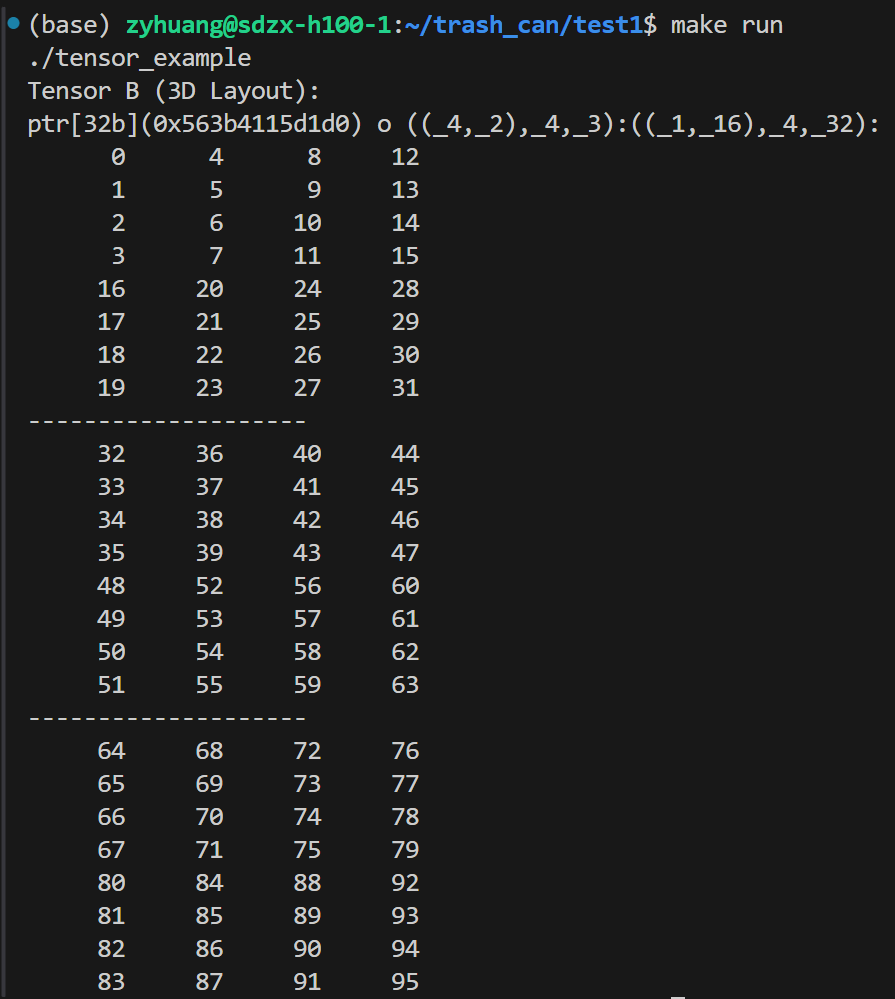 (base) zyhuang@sdzx-h100-1:~/trash_can/test1$ make run
./tensor_example
Tensor B (3D Layout):
ptr[32b](0x563b4115d1d0) o ((_4,_2),_4,_3):((_1,_16),_4,_32):
0 4 8 12
1 5 9 13
2 6 10 14
3 7 11 15
16 20 24 28
17 21 25 29
18 22 26 30
19 23 27 31
--------------------
32 36 40 44
33 37 41 45
34 38 42 46
35 39 43 47
48 52 56 60
49 53 57 61
50 54 58 62
51 55 59 63
--------------------
64 68 72 76
65 69 73 77
66 70 74 78
67 71 75 79
80 84 88 92
81 85 89 93
82 86 90 94
83 87 91 95